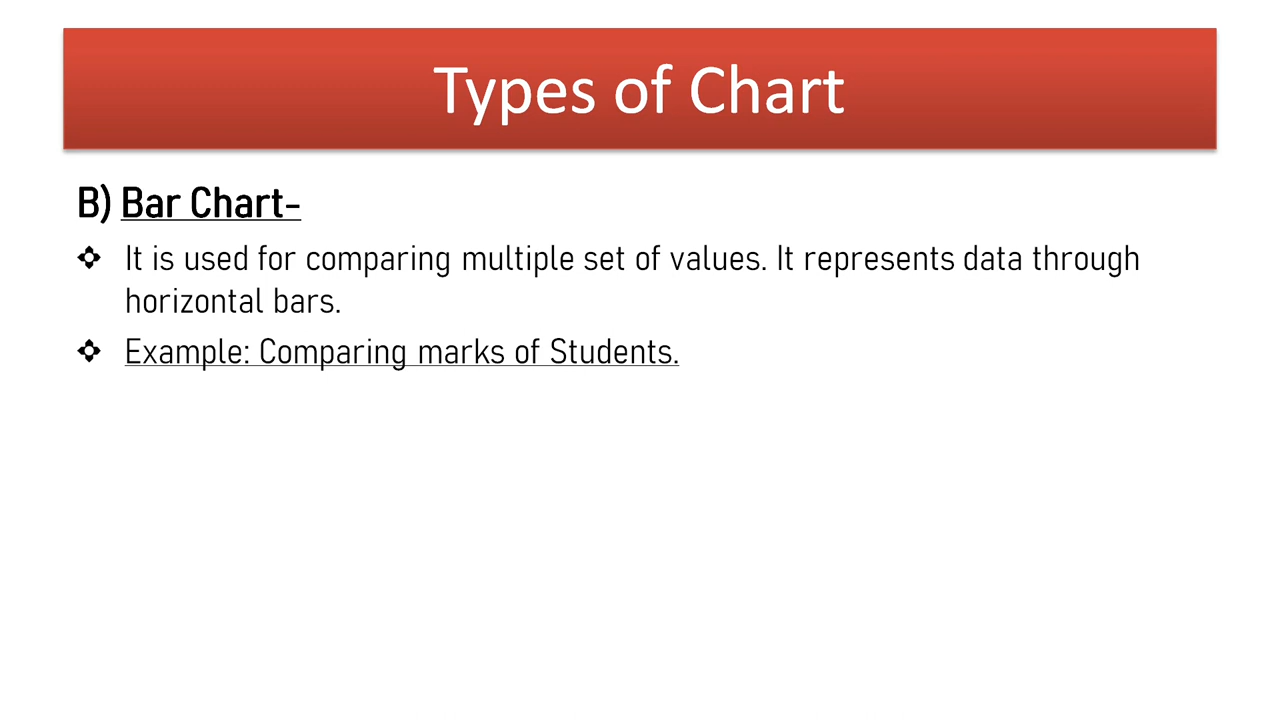 Types of Chart
B) Bar Chart-
It is used for comparing multiple set of values. It represents data through
horizontal bars.
Example: Comparing marks of Students.